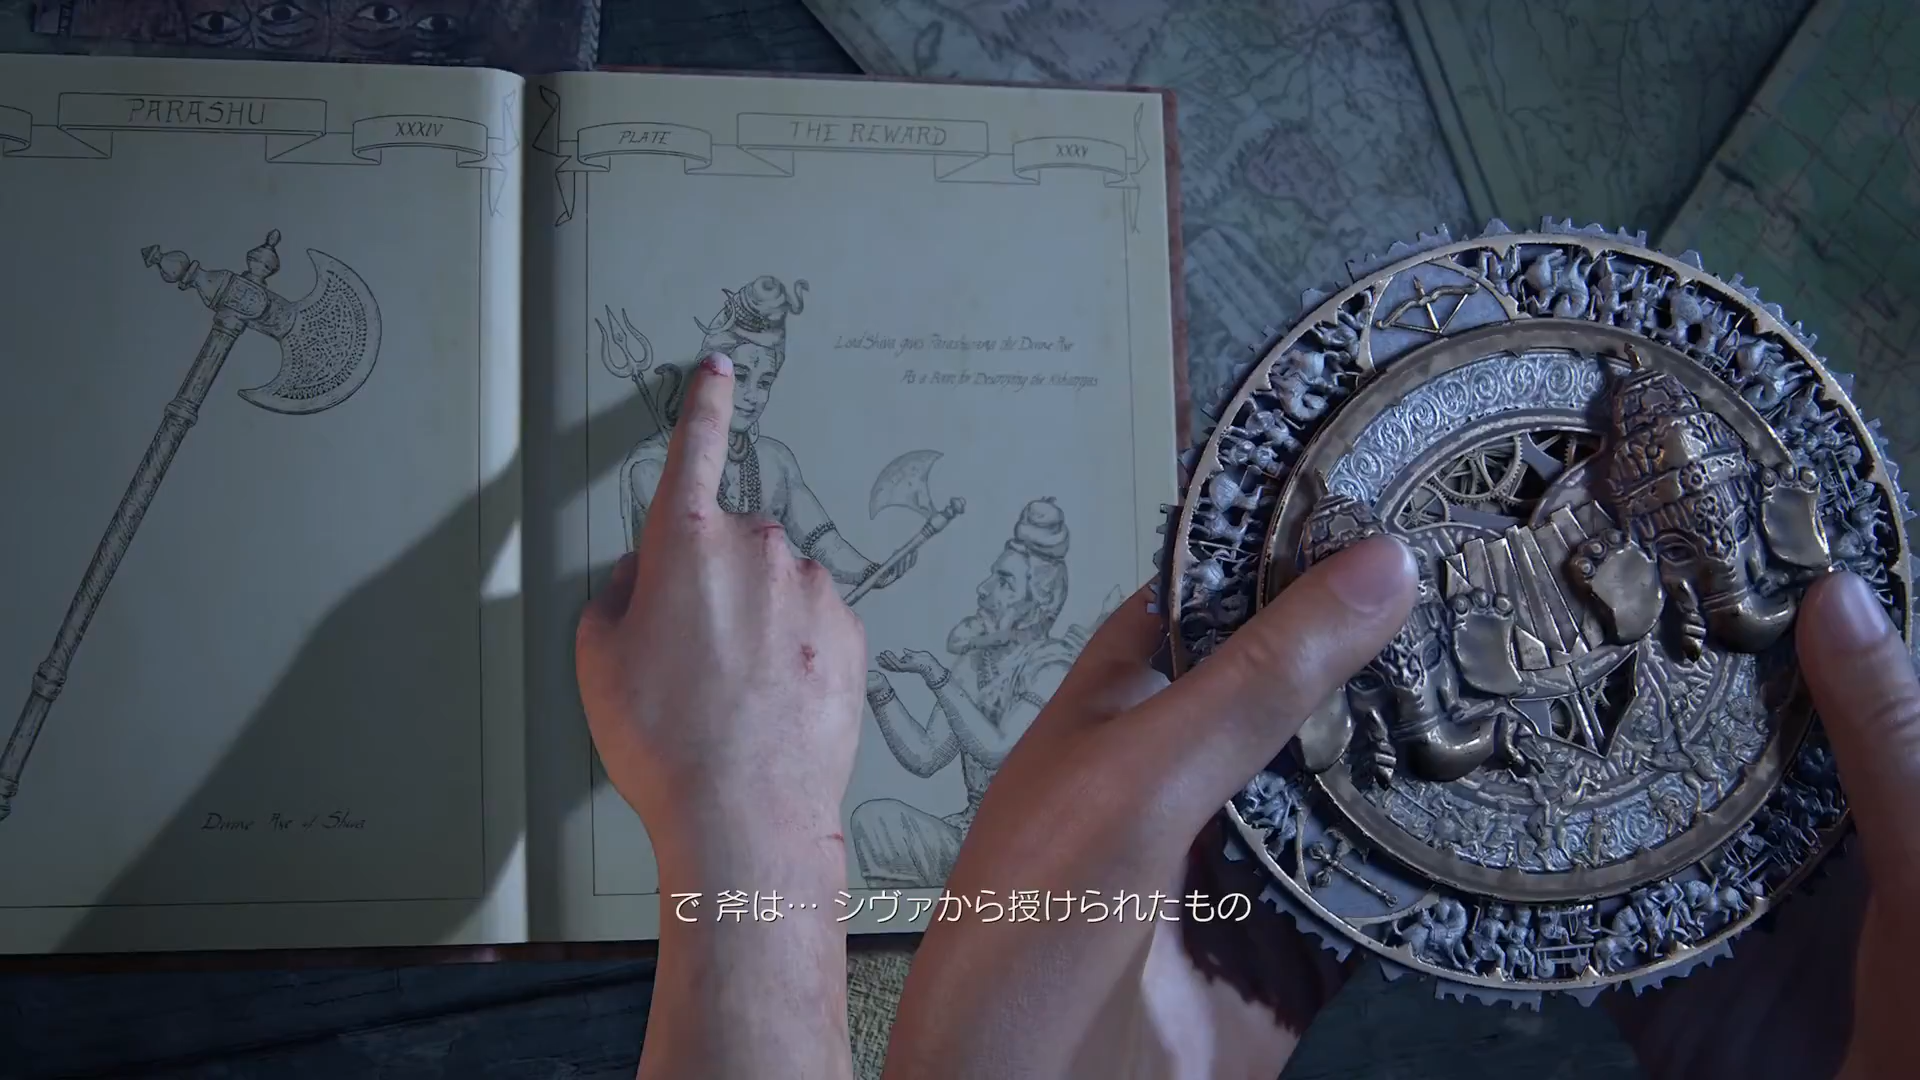 PARASHU
XXXIV
Divine Axe of Shiva
PLATE
THE REWARD
XXXV
Lord Shiva gives Parashurama the Divine Axe
As a Boon for Destroying the Kshatriyas
で 斧は… シヴァから授けられたもの